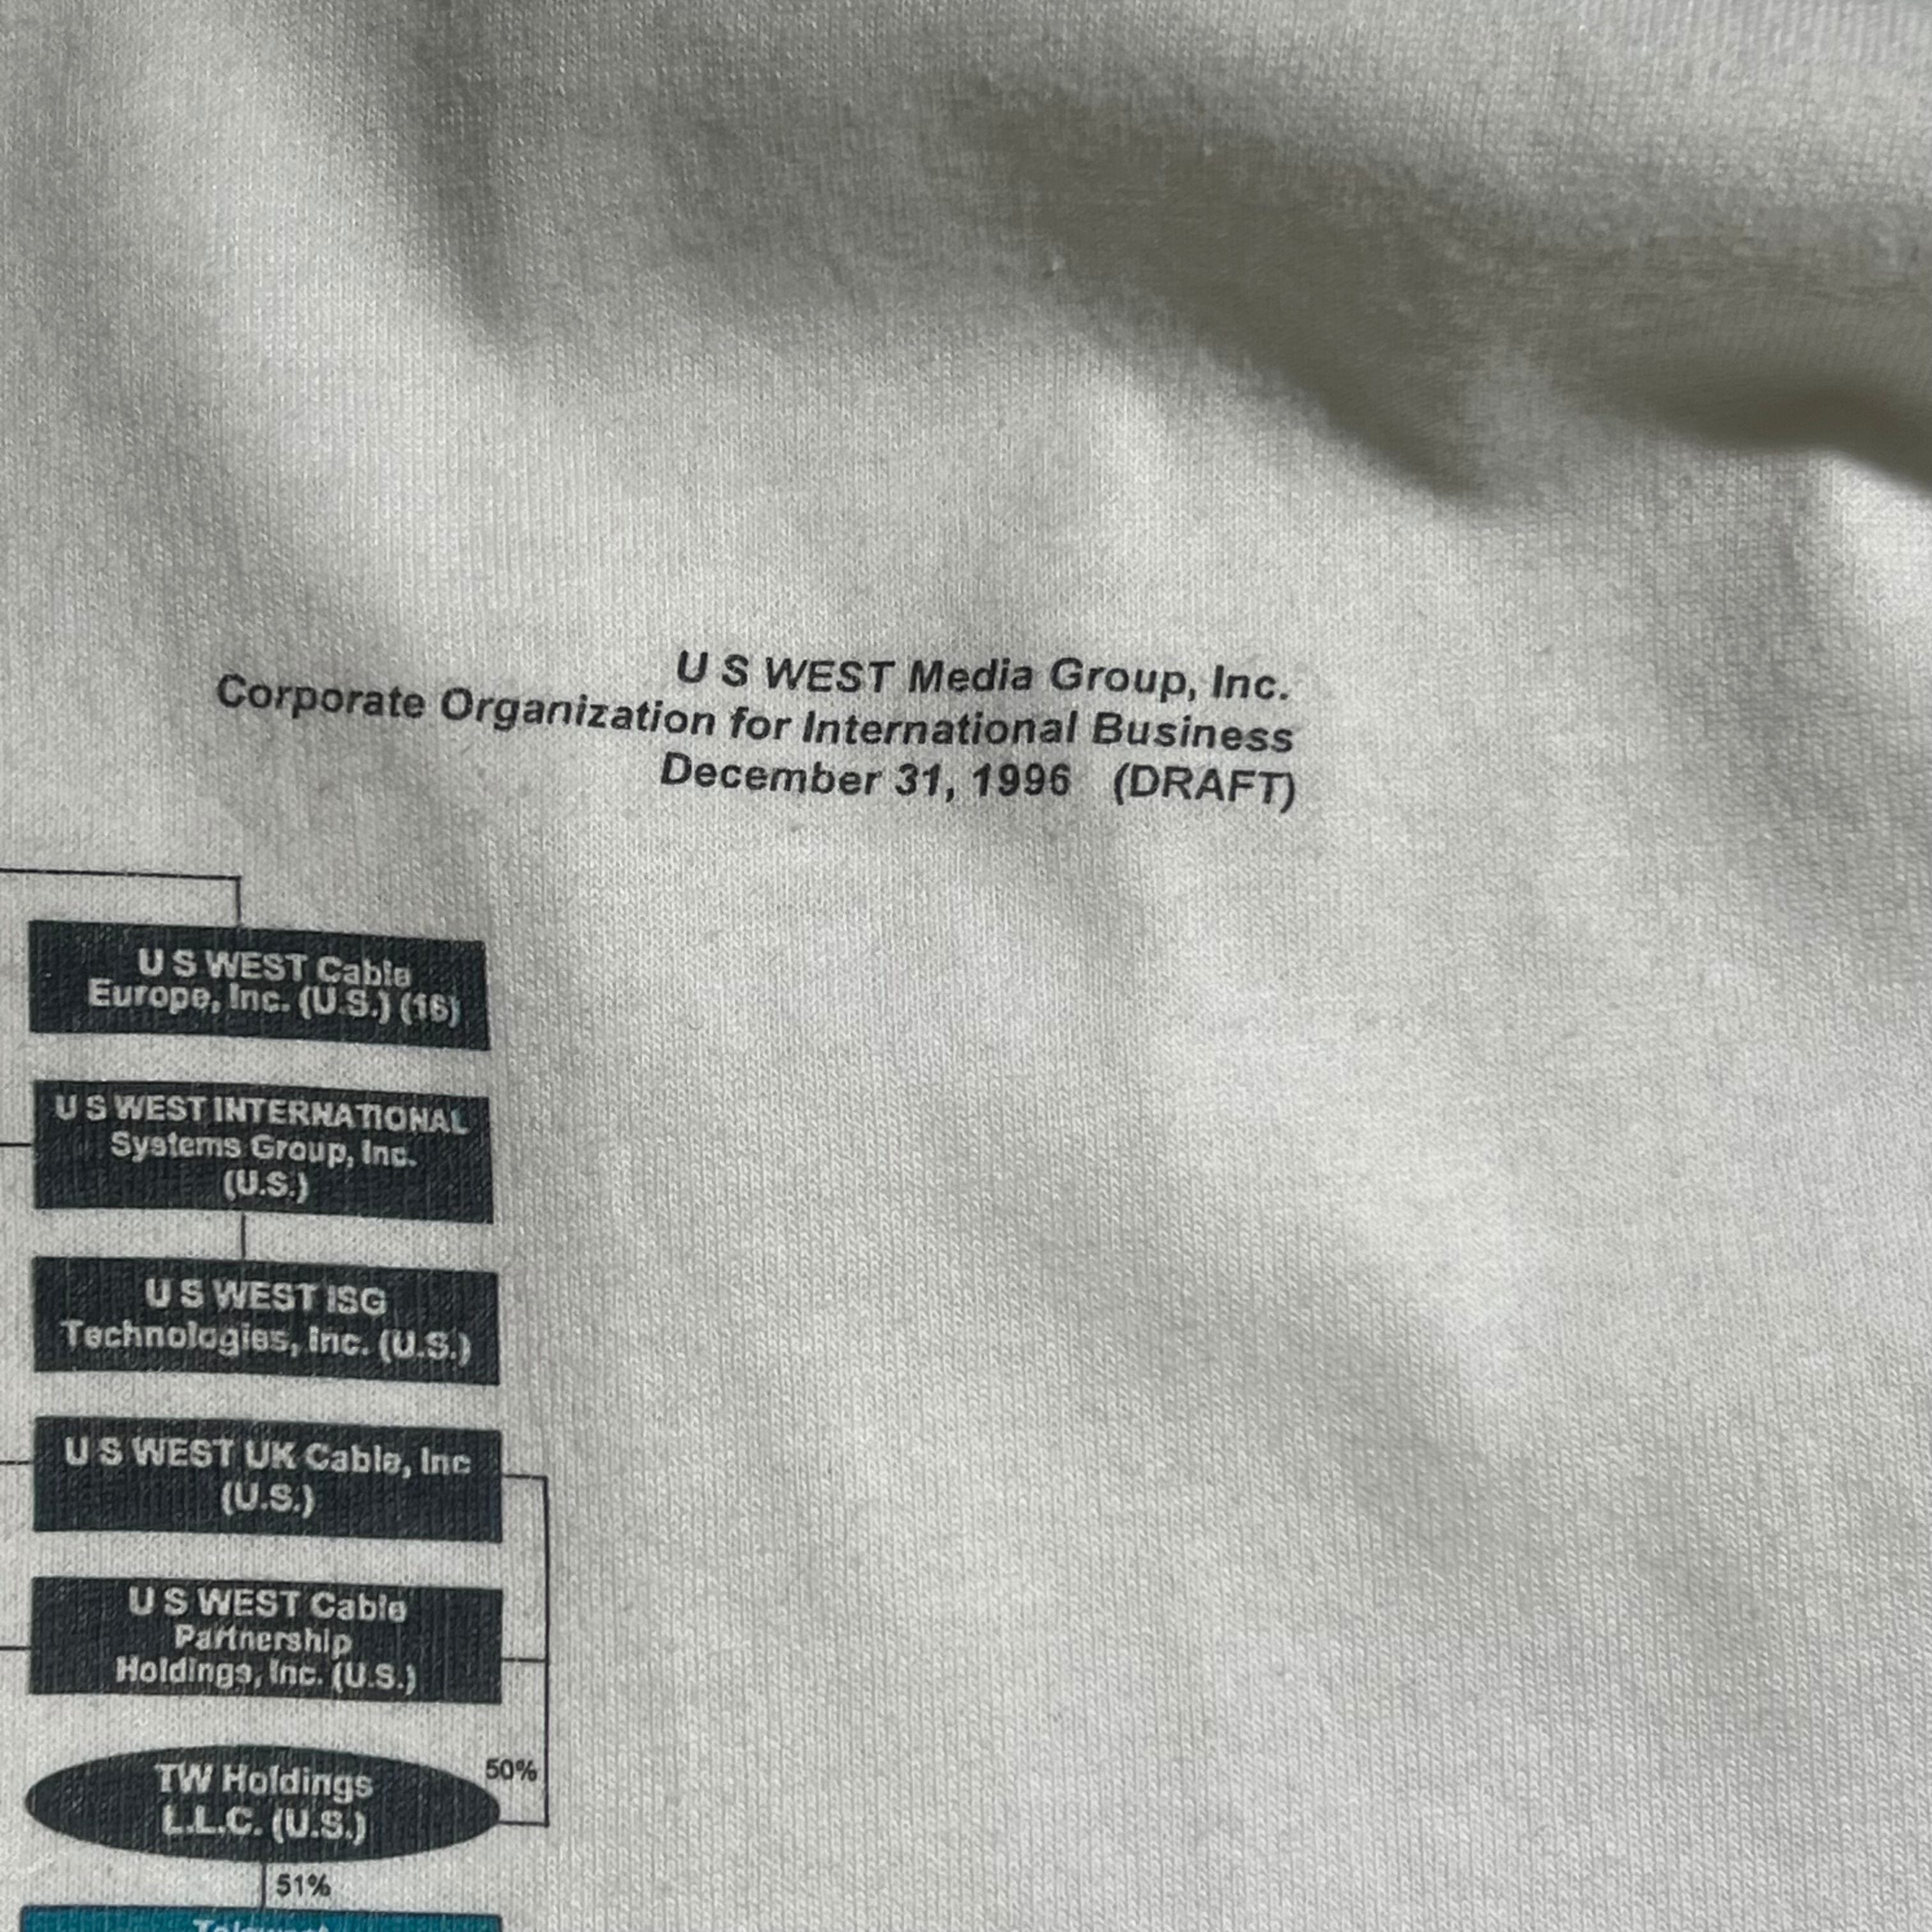 U S WEST Media Group, Inc.
Corporate Organization for International Business
December 31, 1996 (DRAFT)
U S WEST Cable
Europe, Inc. (U.S.) (16)
U S WEST INTERNATIONAL
Systems Group, Inc.
(U.S.)
U S WEST ISG
Technologies, Inc. (U.S.)
U S WEST UK Cable, Inc
(U.S.)
U S WEST Cable
Partnership
Holdings, Inc. (U.S.)
50%
TW Holdings
L.L.C. (U.S.)
51%